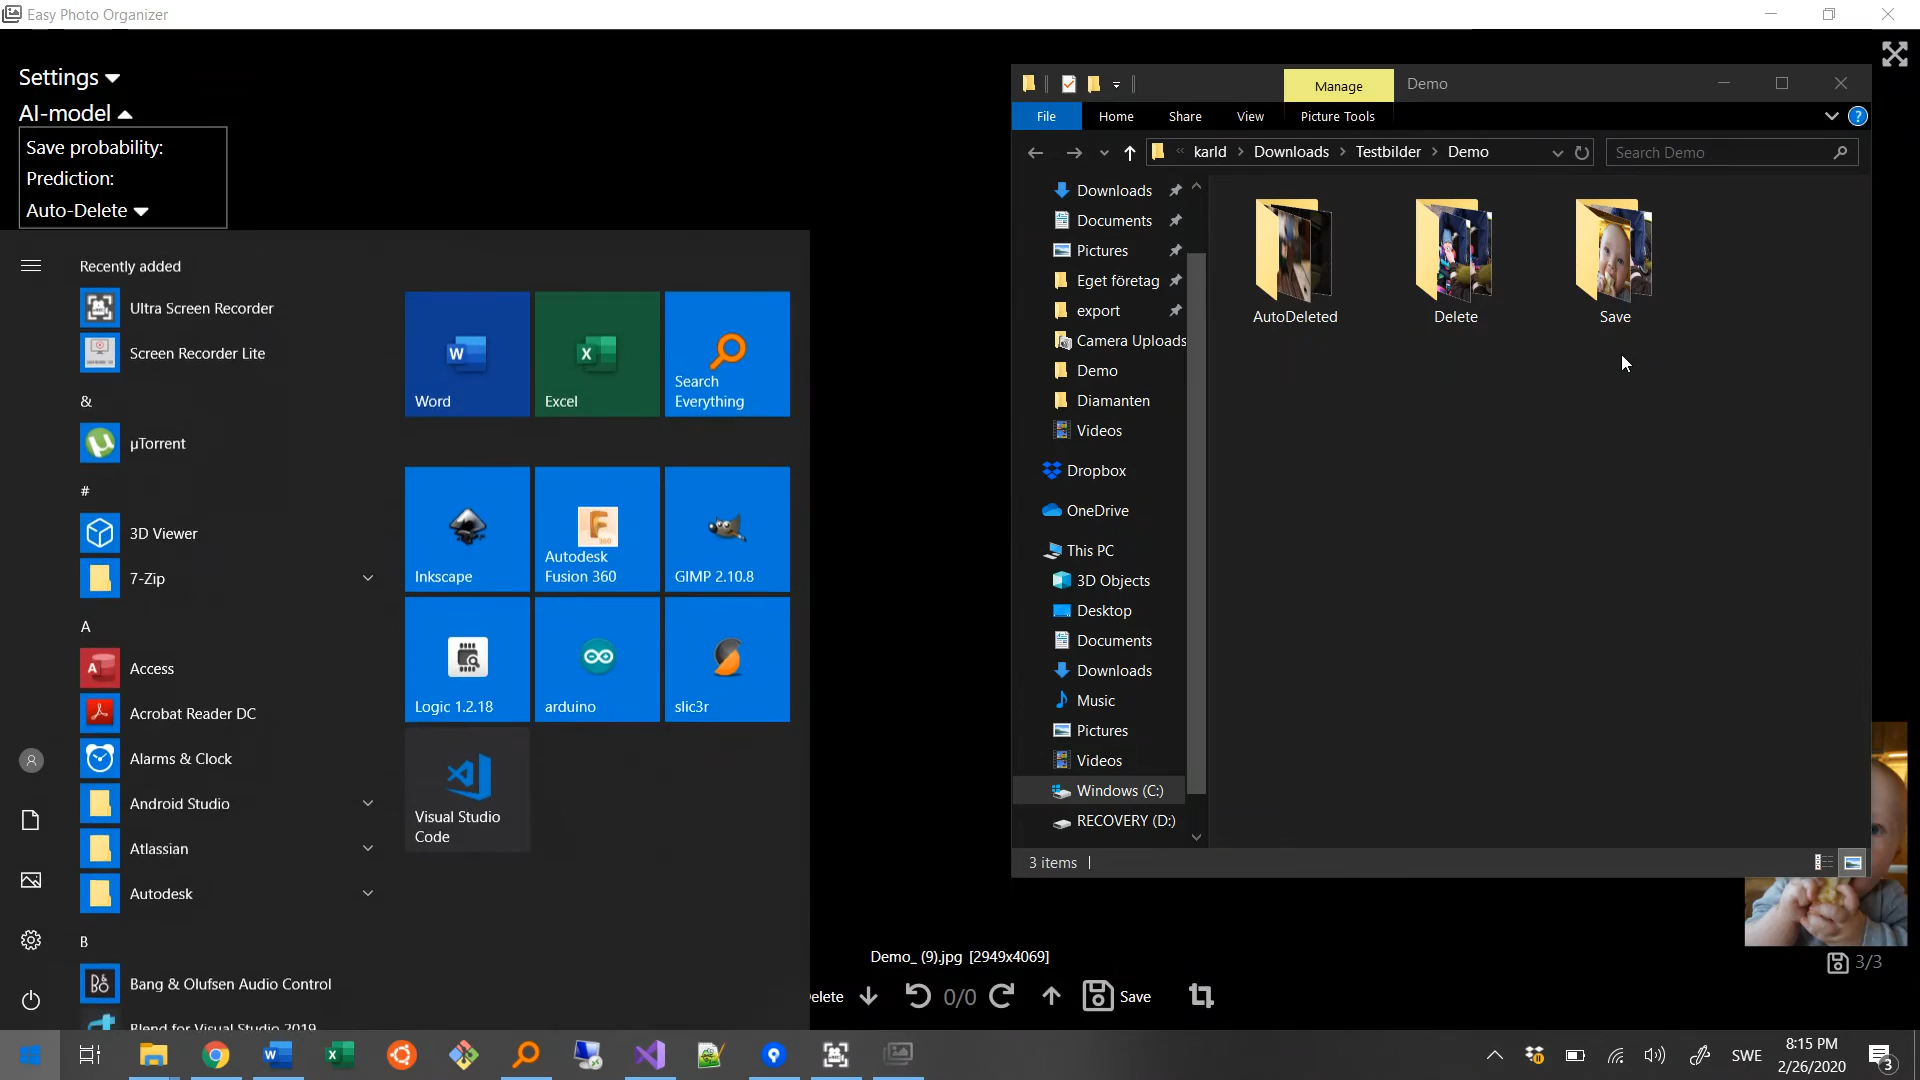 Easy Photo Organizer
Settings
AI-model
Save probability:
Prediction:
Auto-Delete
Recently added
Ultra Screen Recorder
Screen Recorder Lite
&
µTorrent
#
3D Viewer
7-Zip
A
Access
Acrobat Reader DC
Alarms & Clock
Android Studio
Atlassian
Autodesk
B
Bang & Olufsen Audio Control
Blend for Visual Studio 2019
Word
Excel
Search
Everything
Inkscape
Autodesk
Fusion 360
GIMP 2.10.8
Logic 1.2.18
arduino
slic3r
Visual Studio
Code
Manage
Demo
File
Home
Share
View
Picture Tools
karld
Downloads
Testbilder
Demo
Search Demo
Downloads
Documents
Pictures
Eget företag
export
Camera Uploads
Demo
Diamanten
Videos
Dropbox
OneDrive
This PC
3D Objects
Desktop
Documents
Downloads
Music
Pictures
Videos
Windows (C:)
RECOVERY (D:)
AutoDeleted
Delete
Save
3 items
Demo_ (9).jpg [2949x4069]
elete
0/0
Save
3/3
SWE
8:15 PM
2/26/2020
3